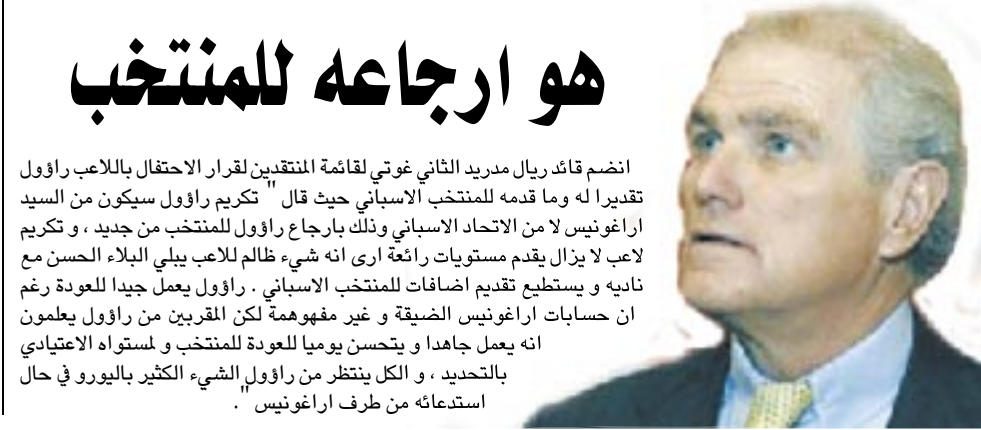 هو ارجاعه للمنتخب
انضم قائد ريال مدريد الثاني غوتي لقائمة المنتقدين لقرار الاحتفال باللاعب راؤول
تقديرا له وما قدمه للمنتخب الاسباني حيث قال " تكريم راؤول سيكون من السيد
اراغونيس لا من الاتحاد الاسباني وذلك بارجاع راؤول للمنتخب من جديد ، و تكريم
لاعب لا يزال يقدم مستويات رائعة ارى انه شيء ظالم للاعب يبلي البلاء الحسن مع
ناديه و يستطيع تقديم اضافات للمنتخب الاسباني . راؤول يعمل جيدا للعودة رغم
ان حسابات اراغونيس الضيقة و غير مفهوهمة لكن المقربين من راؤول يعلمون
انه يعمل جاهدا و يتحسن يوميا للعودة للمنتخب و لمستواه الاعتيادي
بالتحديد ، و الكل ينتظر من راؤول الشيء الكثير باليورو في حال
استدعائه من طرف اراغونيس ".